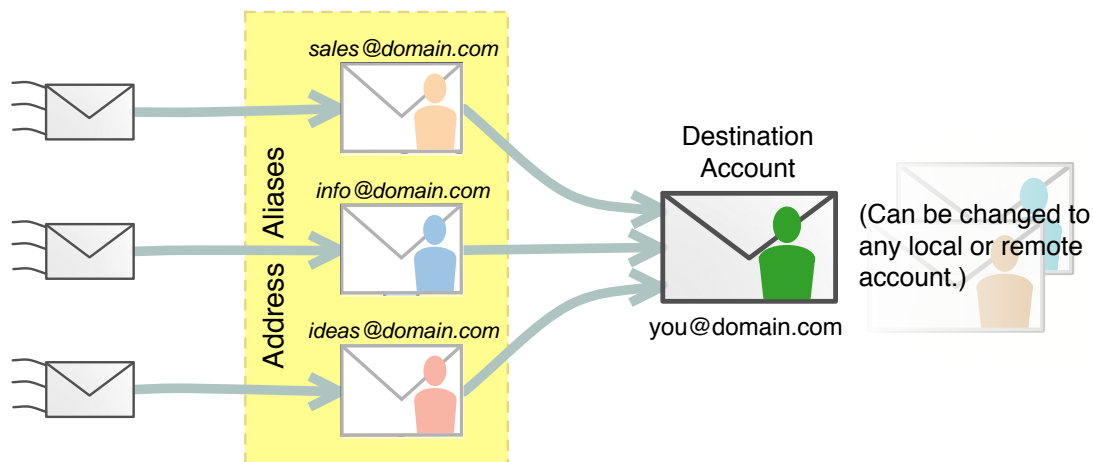 sales@domain.com
Address Aliases
info@domain.com
ideas@domain.com
Destination
Account
you@domain.com
(Can be changed to
any local or remote
account.)